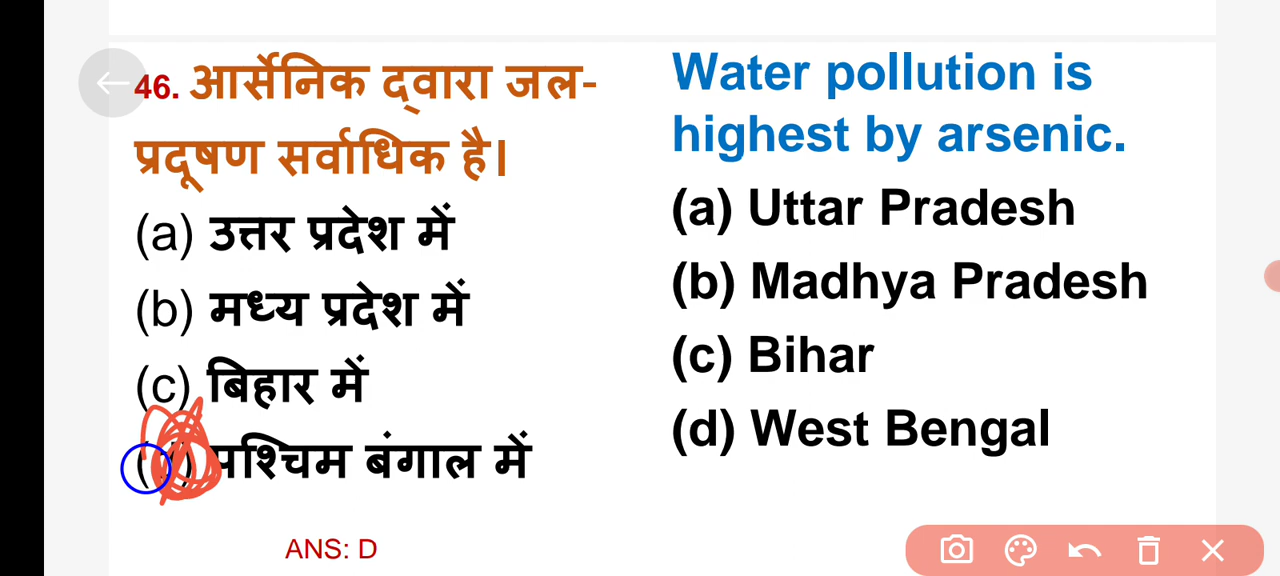 46. आर्सेनिक द्वारा जल-
प्रदूषण सर्वाधिक है।
(a) उत्तर प्रदेश में
(b) मध्य प्रदेश में
(c) बिहार में
(d) पश्चिम बंगाल में
ANS: D
Water pollution is
highest by arsenic.
(a) Uttar Pradesh
(b) Madhya Pradesh
(c) Bihar
(d) West Bengal